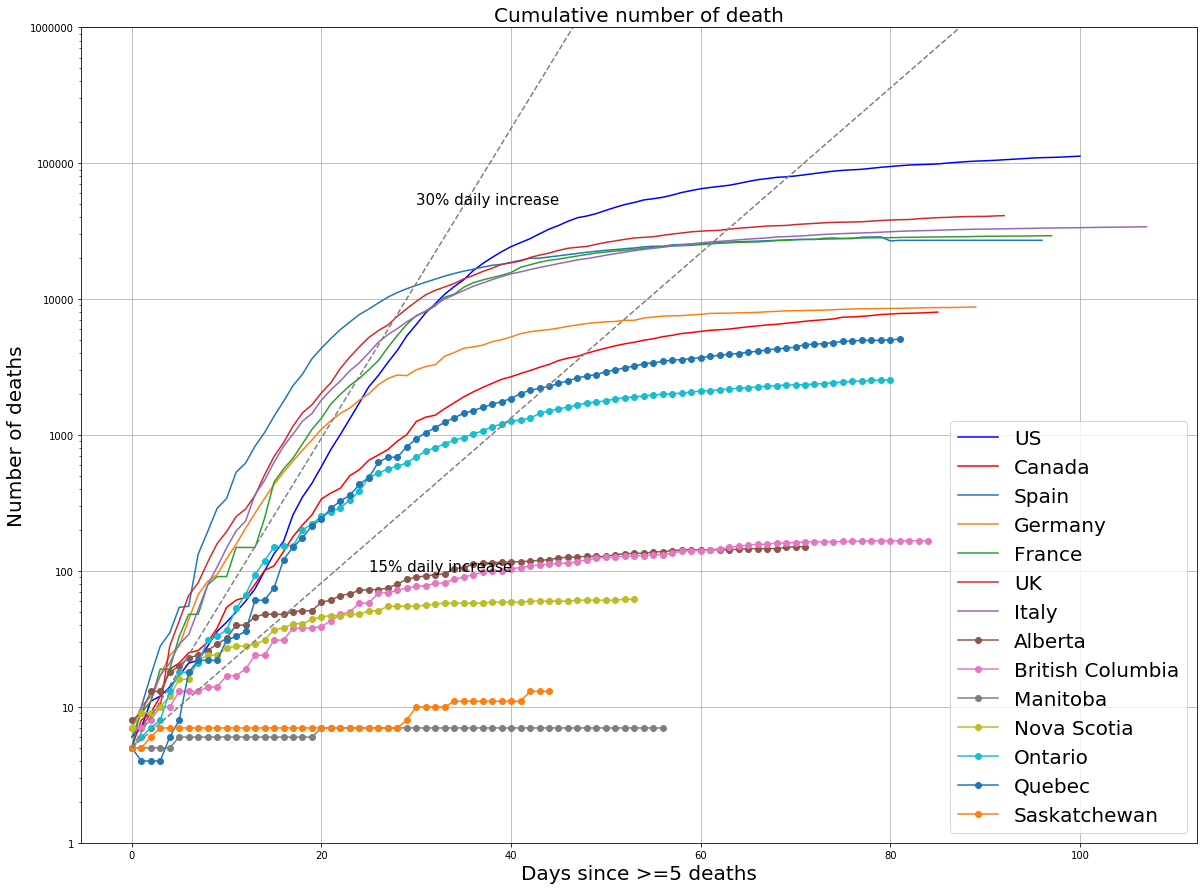 Cumulative number of death
1000000
100000
10000
1000
100
10
1
Number of deaths
30% daily increase
15% daily increase
US
Canada
Spain
Germany
France
UK
Italy
Alberta
British Columbia
Manitoba
Nova Scotia
Ontario
Quebec
Saskatchewan
0 20 40 60 80 100
Days since >=5 deaths